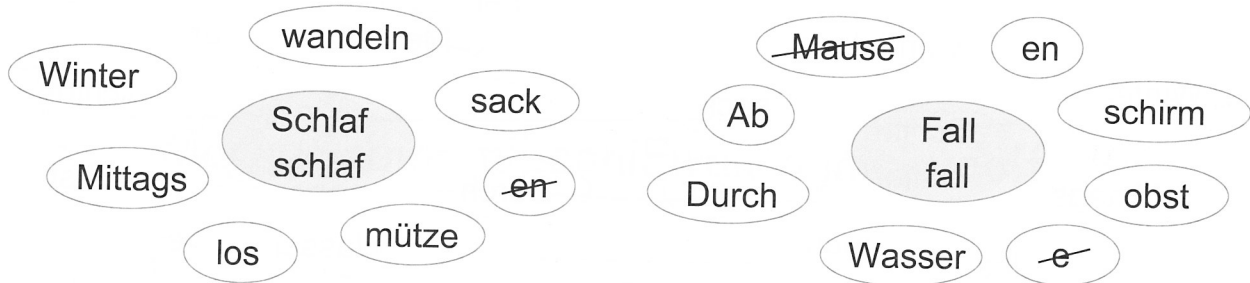 wandeln
Winter
sack
Schlaf
schlaf
Mittags
en
mütze
los
Mause
en
Ab
schirm
Fall
fall
Durch
obst
Wasser
e